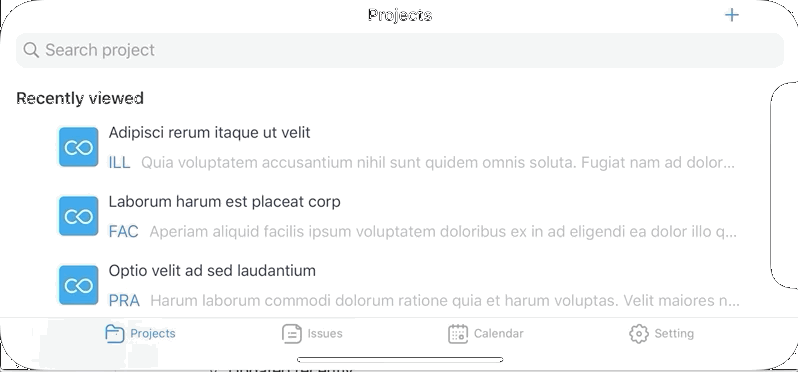 Projects
Search project
Recently viewed
Adipisci rerum itaque ut velit
ILL Quia voluptatem accusantium nihil sunt quidem omnis soluta. Fugiat nam ad dolor...
Laborum harum est placeat corp
FAC Aperiam aliquid facilis ipsum voluptatem doloribus ex in ad eligendi ea dolor illo q...
Optio velit ad sed laudantium
PRA Harum laborum commodi dolorum ratione quia et harum voluptas. Velit maiores n...
Projects Issues Calendar Setting